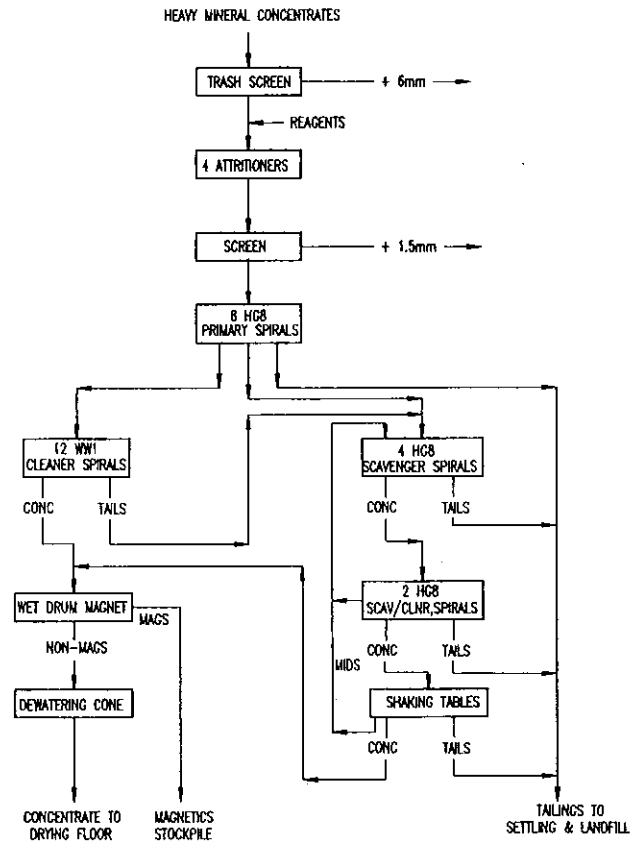 HEAVY MINERAL CONCENTRATES
TRASH SCREEN
+ 6mm
REAGENTS
4 ATTRITIONERS
SCREEN
+ 1.5mm
8 HG8
PRIMARY SPIRALS
12 WW1
CLEANER SPIRALS
4 HG8
SCAVENGER SPIRALS
CONC
TAILS
CONC
TAILS
2 HG8
SCAV/CLNR,SPIRALS
WET DRUM MAGNET
MAGS
NON-MAGS
MIDS
CONC
TAILS
DEWATERING CONE
SHAKING TABLES
CONC
TAILS
CONCENTRATE TO
DRYING FLOOR
MAGNETICS
STOCKPILE
TAILINGS TO
SETTLING & LANDFILL